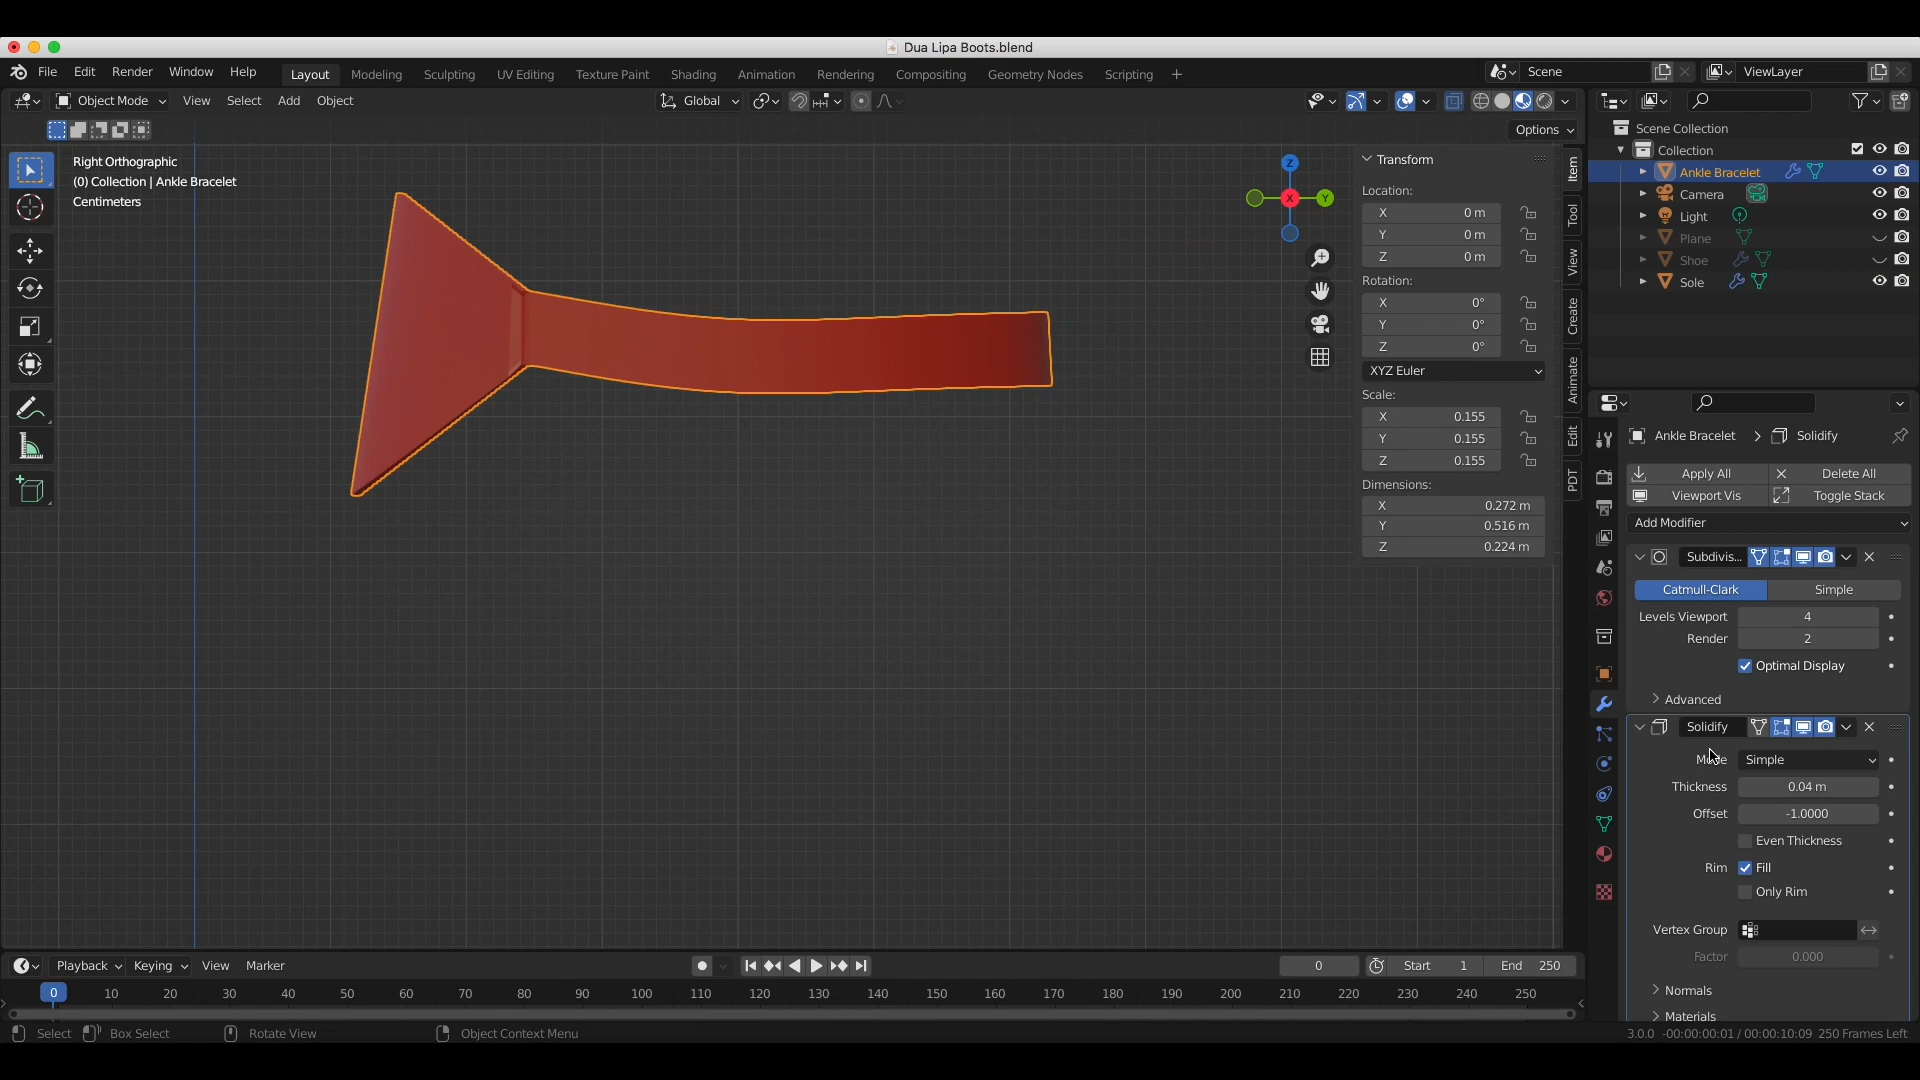 Dua Lipa Boots.blend
File Edit Render Window Help
Layout Modeling Sculpting UV Editing Texture Paint Shading Animation Rendering Compositing Geometry Nodes Scripting +
Scene
ViewLayer
Object Mode View Select Add Object
Global
Options
Right Orthographic
(0) Collection | Ankle Bracelet
Centimeters
Z
X
Y
Transform
Location:
X 0 m
Y 0 m
Z 0 m
Rotation:
X 0°
Y 0°
Z 0°
XYZ Euler
Scale:
X 0.155
Y 0.155
Z 0.155
Dimensions:
X 0.272 m
Y 0.516 m
Z 0.224 m
Item
Tool
View
Create
Animate
Edit
PDT
Scene Collection
Collection
Ankle Bracelet
Camera
Light
Plane
Shoe
Sole
Ankle Bracelet > Solidify
Apply All Delete All
Viewport Vis Toggle Stack
Add Modifier
Subdivis...
Catmull-Clark Simple
Levels Viewport 4
Render 2
Optimal Display
Advanced
Solidify
Simple
Thickness 0.04 m
Offset -1.0000
Even Thickness
Rim Fill
Only Rim
Vertex Group
Factor 0.000
Normals
Materials
Playback Keying View Marker
0 Start 1 End 250
0 10 20 30 40 50 60 70 80 90 100 110 120 130 140 150 160 170 180 190 200 210 220 230 240 250
Select Box Select Rotate View Object Context Menu
3.0.0 -00:00:00:01 / 00:00:10:09 250 Frames Left